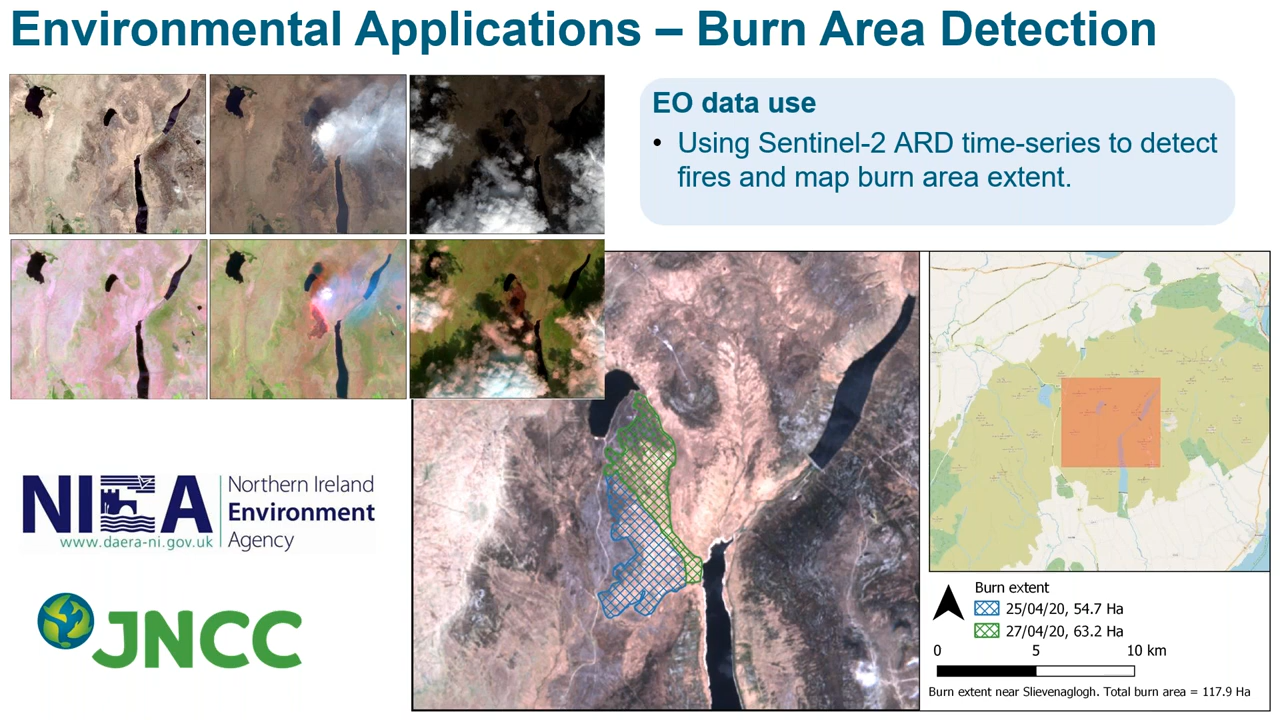 Environmental Applications – Burn Area Detection
EO data use
• Using Sentinel-2 ARD time-series to detect
fires and map burn area extent.
NIEA
www.daera-ni.gov.uk
Northern Ireland
Environment
Agency
JNCC
Burn extent
25/04/20, 54.7 Ha
27/04/20, 63.2 Ha
0 5 10 km
Burn extent near Slievenaglogh. Total burn area = 117.9 Ha